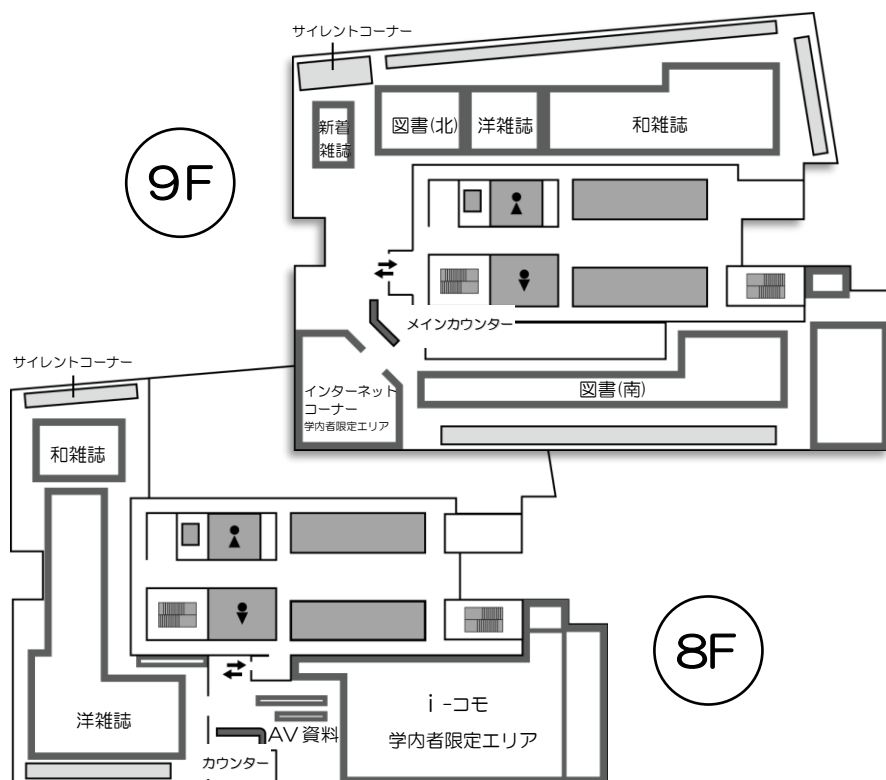 サイレントコーナー
新着
雑誌
図書(北)
洋雑誌
和雑誌
9F
メインカウンター
インターネット
コーナー
学内者限定エリア
図書(南)
サイレントコーナー
和雑誌
8F
洋雑誌
i-コモ
学内者限定エリア
AV資料
カウンター